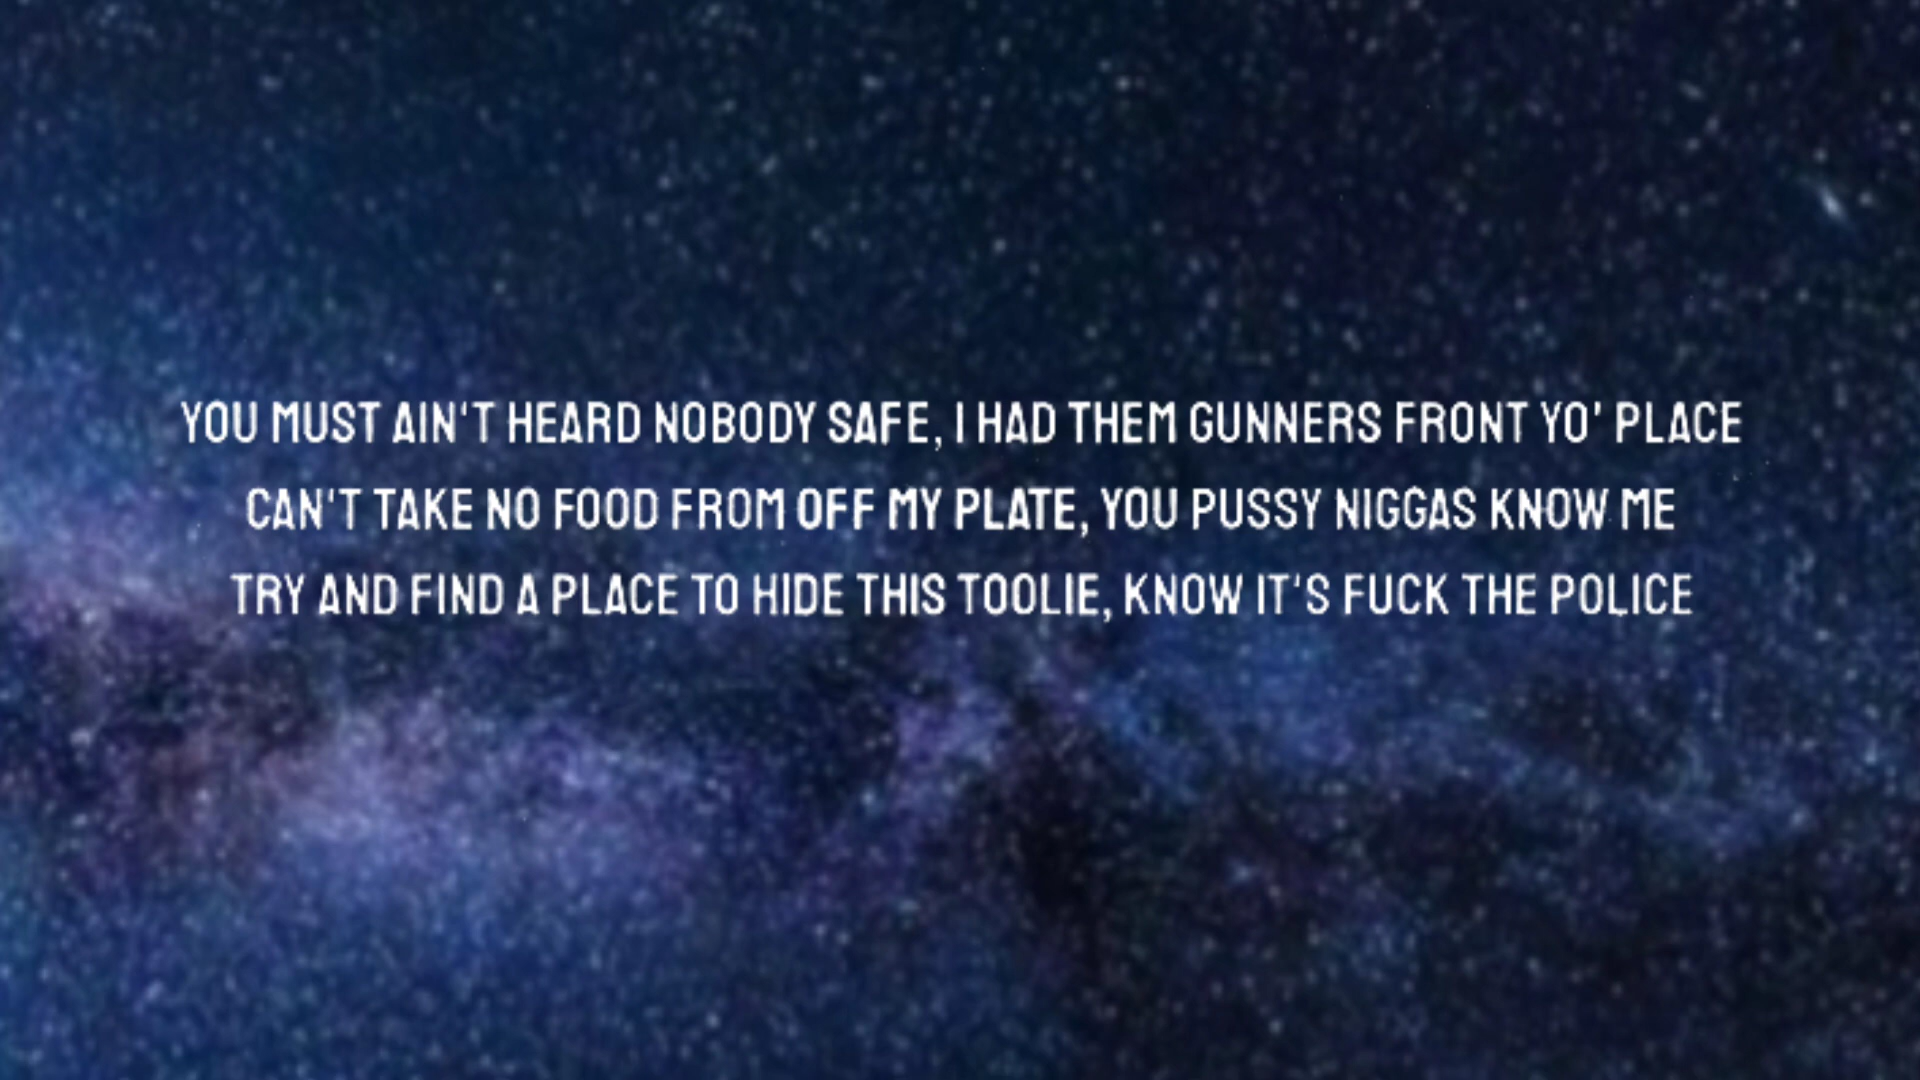 YOU MUST AIN'T HEARD NOBODY SAFE, I HAD THEM GUNNERS FRONT YO' PLACE
CAN'T TAKE NO FOOD FROM OFF MY PLATE, YOU PUSSY NIGGAS KNOW ME
TRY AND FIND A PLACE TO HIDE THIS TOOLIE, KNOW IT'S FUCK THE POLICE